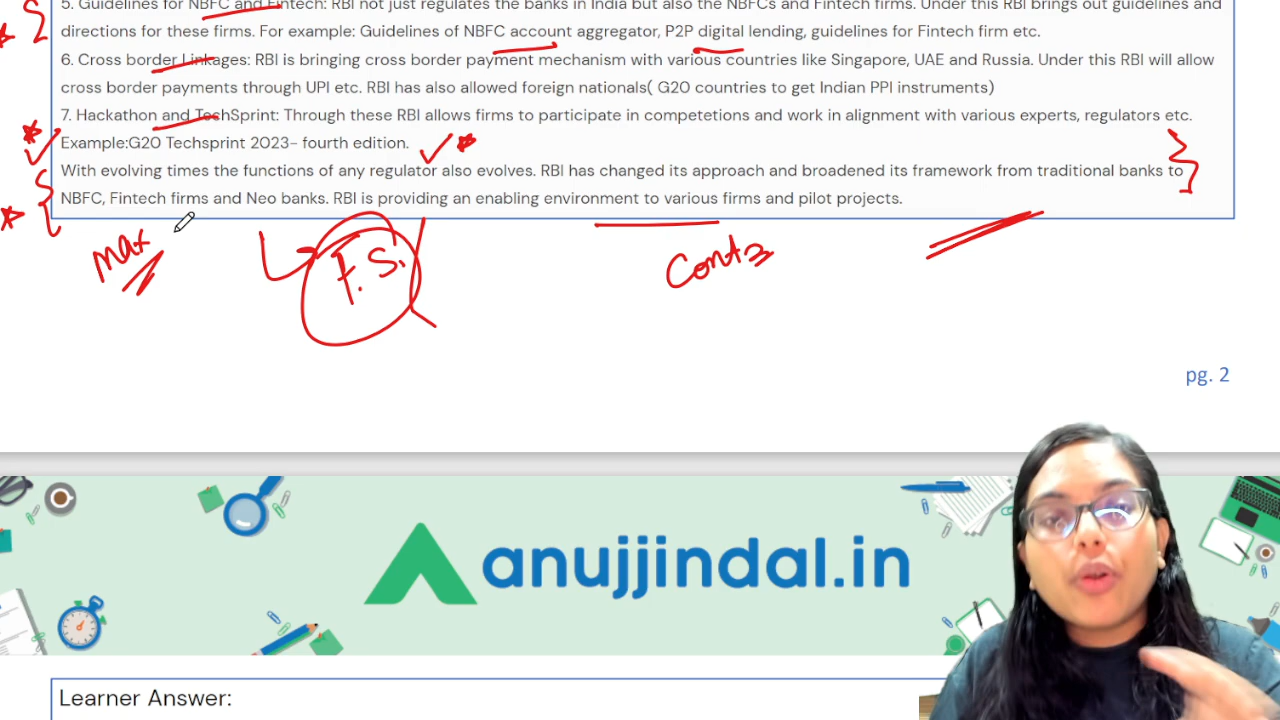 5. Guidelines for NBFC and Fintech: RBI not just regulates the banks in India but also the NBFCs and Fintech firms. Under this RBI brings out guidelines and
directions for these firms. For example: Guidelines of NBFC account aggregator, P2P digital lending, guidelines for Fintech firm etc.
6. Cross border Linkages: RBI is bringing cross border payment mechanism with various countries like Singapore, UAE and Russia. Under this RBI will allow
cross border payments through UPI etc. RBI has also allowed foreign nationals( G20 countries to get Indian PPI instruments)
7. Hackathon and TechSprint: Through these RBI allows firms to participate in competetions and work in alignment with various experts, regulators etc.
Example:G20 Techsprint 2023- fourth edition.
With evolving times the functions of any regulator also evolves. RBI has changed its approach and broadened its framework from traditional banks to
NBFC, Fintech firms and Neo banks. RBI is providing an enabling environment to various firms and pilot projects.
max
F.S.
pg. 2
anujjindal.in
Learner Answer: